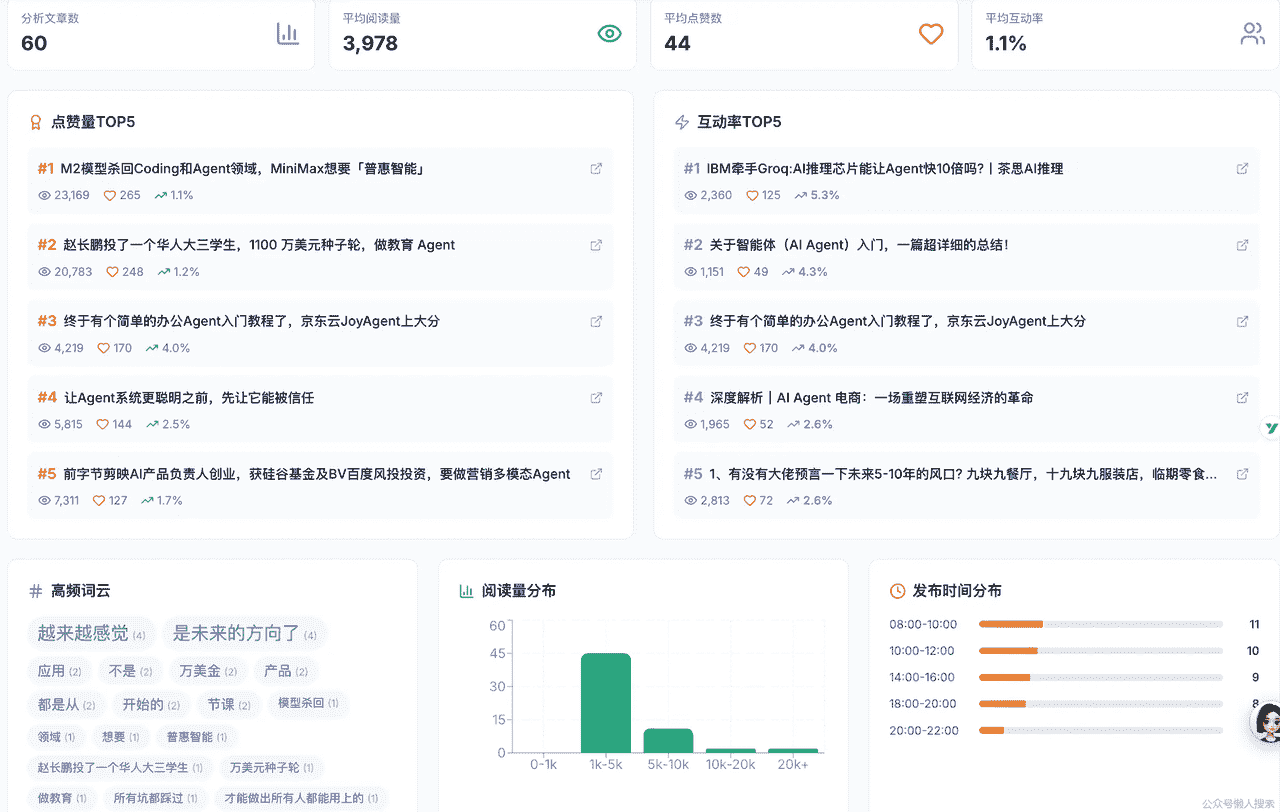 分析文章数
60
平均阅读量
3,978
平均点赞数
44
平均互动率
1.1%
点赞量TOP5
#1 M2模型杀回Coding和Agent领域，MiniMax想要「普惠智能」
23,169 265 1.1%
#2 赵长鹏投了一个华人大三学生，1100 万美元种子轮，做教育 Agent
20,783 248 1.2%
#3 终于有个简单的办公Agent入门教程了，京东云JoyAgent上大分
4,219 170 4.0%
#4 让Agent系统更聪明之前，先让它能被信任
5,815 144 2.5%
#5 前字节剪映AI产品负责人创业，获硅谷基金及BV百度风投投资，要做营销多模态Agent
7,311 127 1.7%
互动率TOP5
#1 IBM牵手Groq:AI推理芯片能让Agent快10倍吗?丨茶思AI推理
2,360 125 5.3%
#2 关于智能体（AI Agent）入门，一篇超详细的总结！
1,151 49 4.3%
#3 终于有个简单的办公Agent入门教程了，京东云JoyAgent上大分
4,219 170 4.0%
#4 深度解析丨AI Agent 电商：一场重塑互联网经济的革命
1,965 52 2.6%
#5 1、有没有大佬预言一下未来5-10年的风口? 九块九餐厅，十九块九服装店，临期零食...
2,813 72 2.6%
# 高频词云
越来越感觉 (4) 是未来的方向了 (4)
应用 (2) 不是 (2) 万美金 (2) 产品 (2)
都是从 (2) 开始的 (2) 节课 (2) 模型杀回 (1)
领域 (1) 想要 (1) 普惠智能 (1)
赵长鹏投了一个华人大三学生 (1) 万美元种子轮 (1)
做教育 (1) 所有坑都踩过 (1) 才能做出所有人都能用上的 (1)
阅读量分布
60
45
30
15
0
0-1k 1k-5k 5k-10k 10k-20k 20k+
发布时间分布
08:00-10:00 11
10:00-12:00 10
14:00-16:00 9
18:00-20:00 8
20:00-22:00
公众号懒人搜索